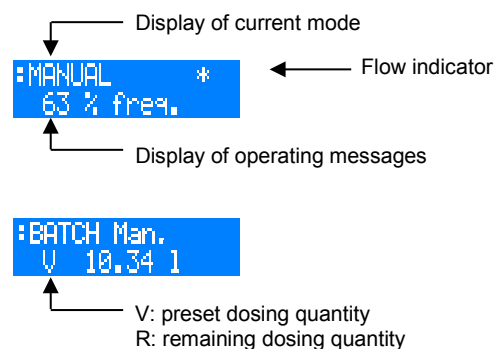 Display of current mode
:MANUAL *
Flow indicator
63 % freq.
Display of operating messages
:BATCH Man.
V 10.34 l
V: preset dosing quantity
R: remaining dosing quantity